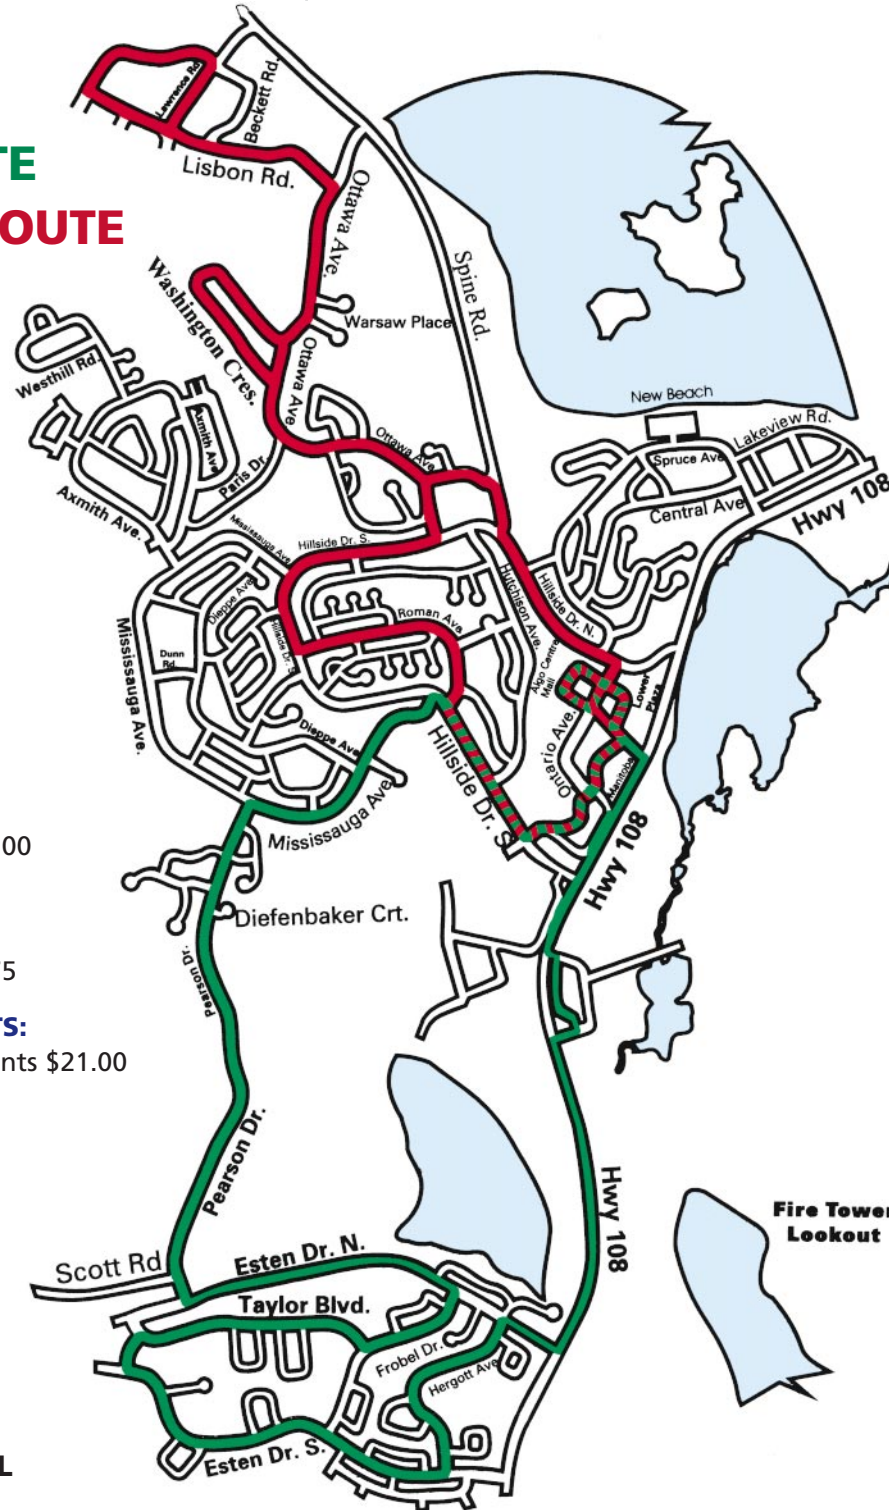 TE
OUTE
Lawrence Rd.
Beckett Rd.
Lisbon Rd.
Ottawa Ave.
Washington Cres.
Spine Rd.
Warsaw Place
Ottawa Ave
Westhill Rd.
Axmith Ave
Paris Dr.
Ottawa Ave
New Beach
Lakeview Rd.
Spruce Ave
Central Ave
Hwy 108
Axmith Ave.
Mississauga Ave
Hillside Dr. S.
Hutchison Ave.
Hillside Dr. N.
Dieppe Ave
Roman Ave
Hillside Dr. S
Dunn
Rd.
Mississauga Ave.
Algo Centre
Mall
Lower
Plaza
Ontario Ave.
Manitoba
Dieppe Ave
Hillside Dr. S
Mississauga Ave
Hwy 108
00
Diefenbaker Crt.
Pearson Dr.
75
TS:
nts $21.00
Pearson Dr.
Hwy 108
Fire Tower
Lookout
Scott Rd
Esten Dr. N.
Taylor Blvd.
Frobel Dr.
Hergott Ave
Esten Dr. S.
L